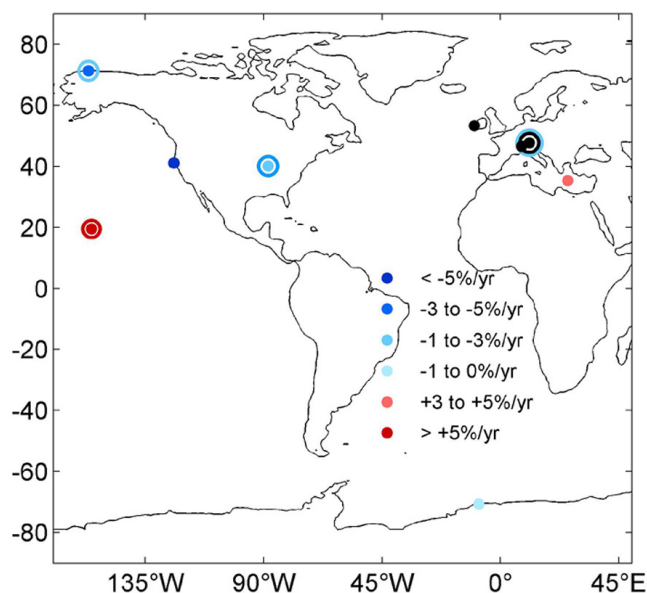 80
60
40
20
0
-20
-40
-60
-80
< -5%/yr
-3 to -5%/yr
-1 to -3%/yr
-1 to 0%/yr
+3 to +5%/yr
> +5%/yr
135°W 90°W 45°W 0° 45°E